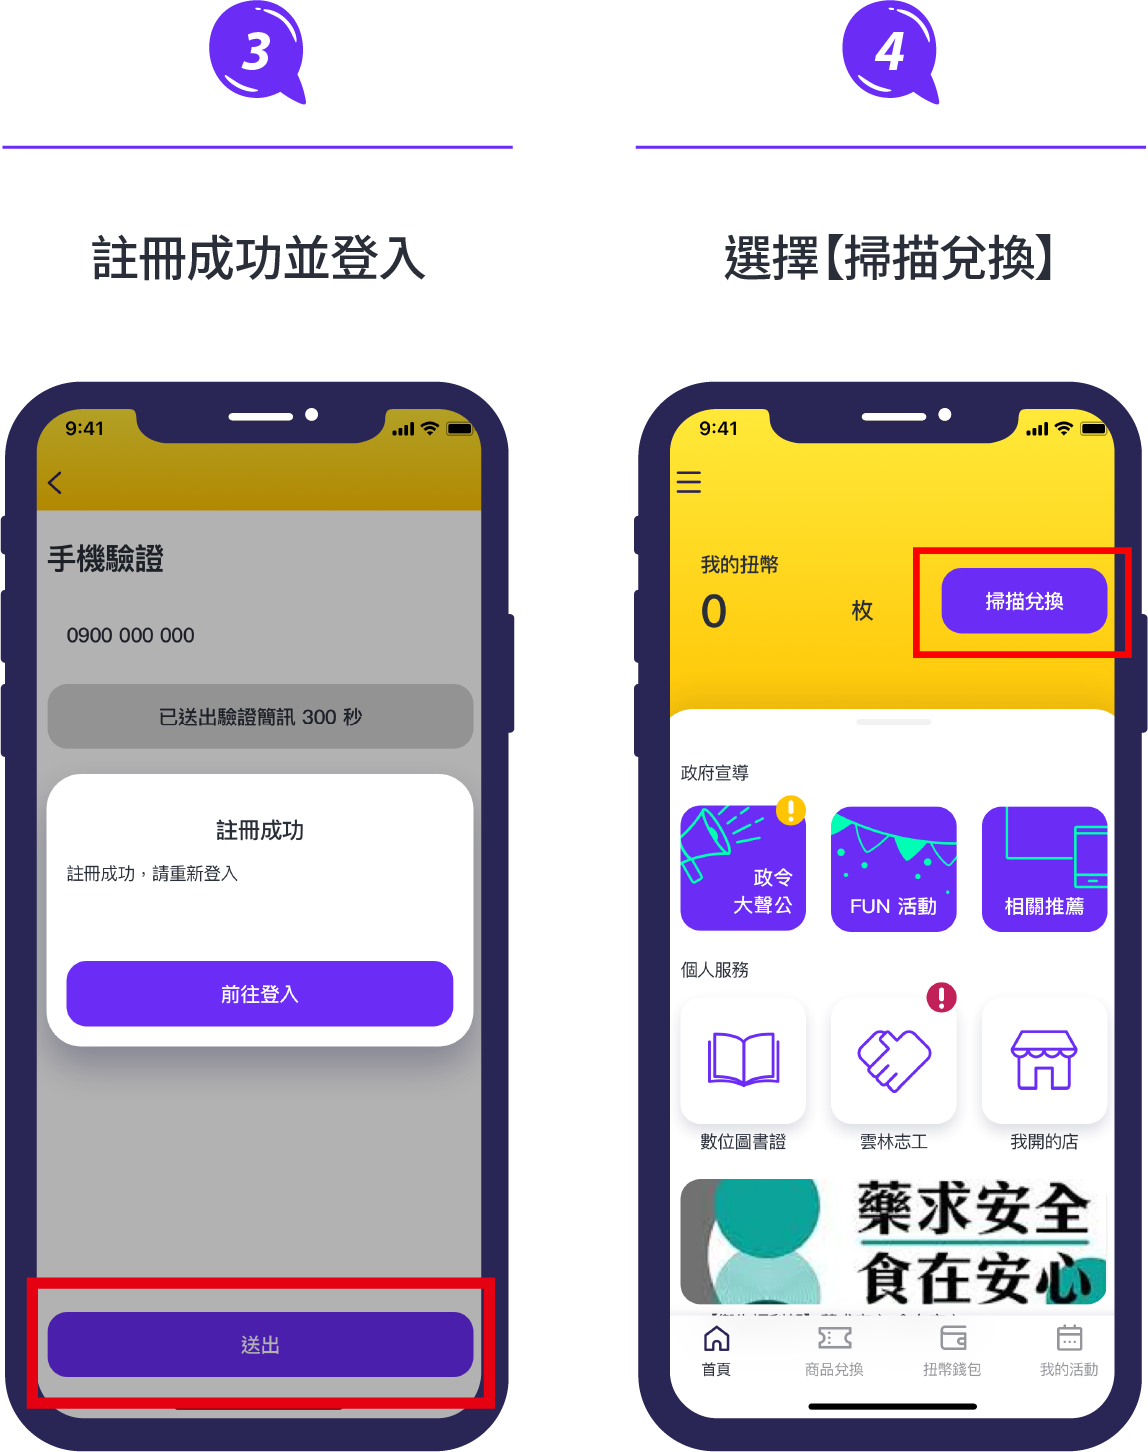 3
註冊成功並登入
9:41
手機驗證
0900 000 000
已送出驗證簡訊 300 秒
註冊成功
註冊成功，請重新登入
前往登入
送出
4
選擇【掃描兌換】
9:41
我的扭幣
0 枚
掃描兌換
政府宣導
政令
大聲公
FUN 活動
相關推薦
個人服務
數位圖書證
雲林志工
我開的店
藥求安全
食在安心
首頁
商品兌換
扭幣錢包
我的活動